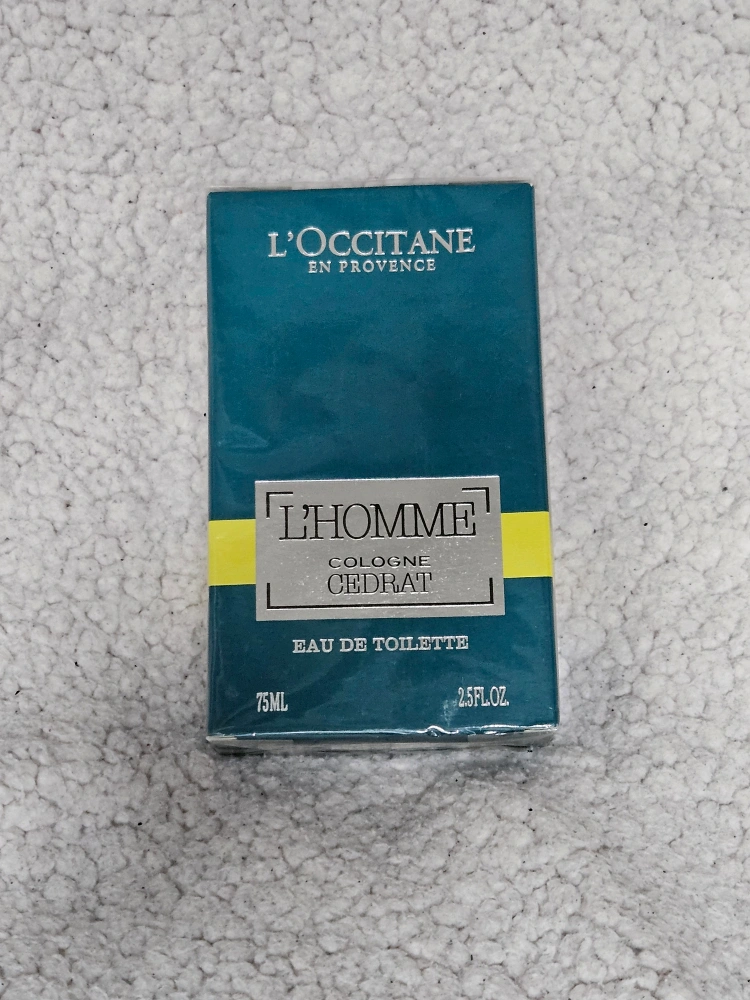 L'OCCITANE
EN PROVENCE
L'HOMME
COLOGNE
CEDRAT
EAU DE TOILETTE
75ML 2.5FL.OZ.